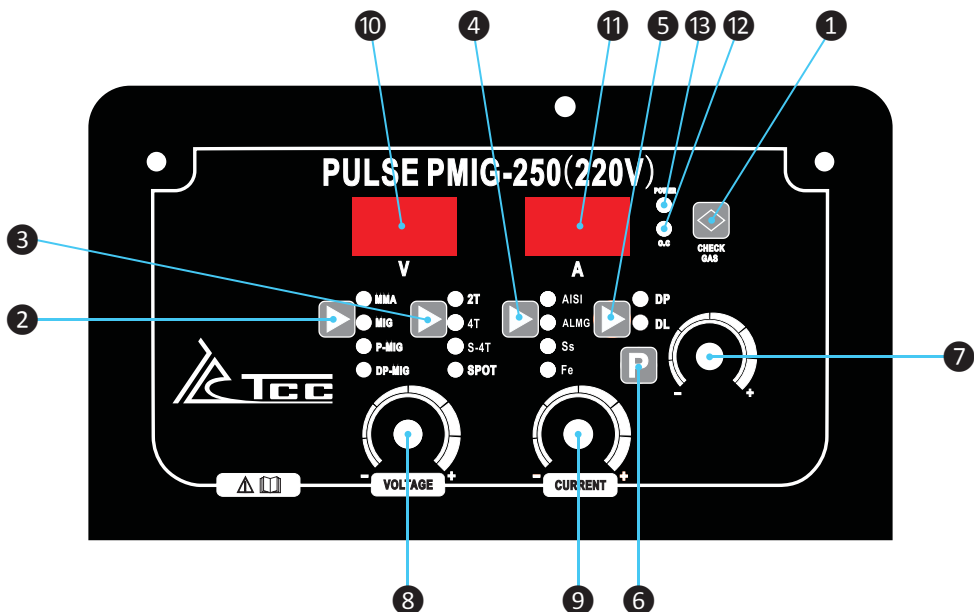 10 4 11 5 13 12 1
PULSE PMIG-250(220V)
POWER
O.C
CHECK
GAS
V A
3
2
MMA
MIG
P-MIG
DP-MIG
2T
4T
S-4T
SPOT
AISI
ALMG
Ss
Fe
DP
DL
P
7
- +
TCC
- VOLTAGE +
- CURRENT +
8 9 6